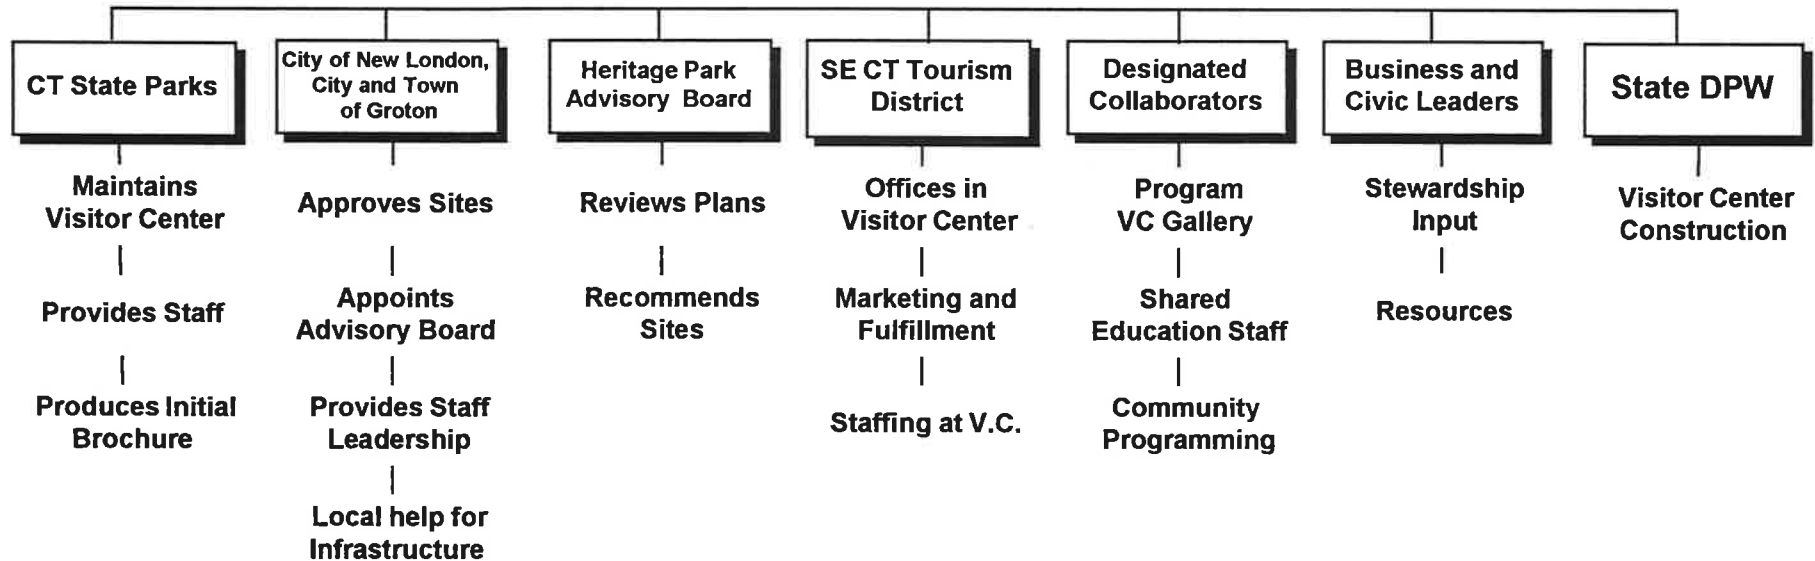 CT State Parks
Maintains
Visitor Center
Provides Staff
Produces Initial
Brochure
City of New London,
City and Town
of Groton
Approves Sites
Appoints
Advisory Board
Provides Staff
Leadership
Local help for
Infrastructure
Heritage Park
Advisory Board
Reviews Plans
Recommends
Sites
SE CT Tourism
District
Offices in
Visitor Center
Marketing and
Fulfillment
Staffing at V.C.
Designated
Collaborators
Program
VC Gallery
Shared
Education Staff
Community
Programming
Business and
Civic Leaders
Stewardship
Input
Resources
State DPW
Visitor Center
Construction